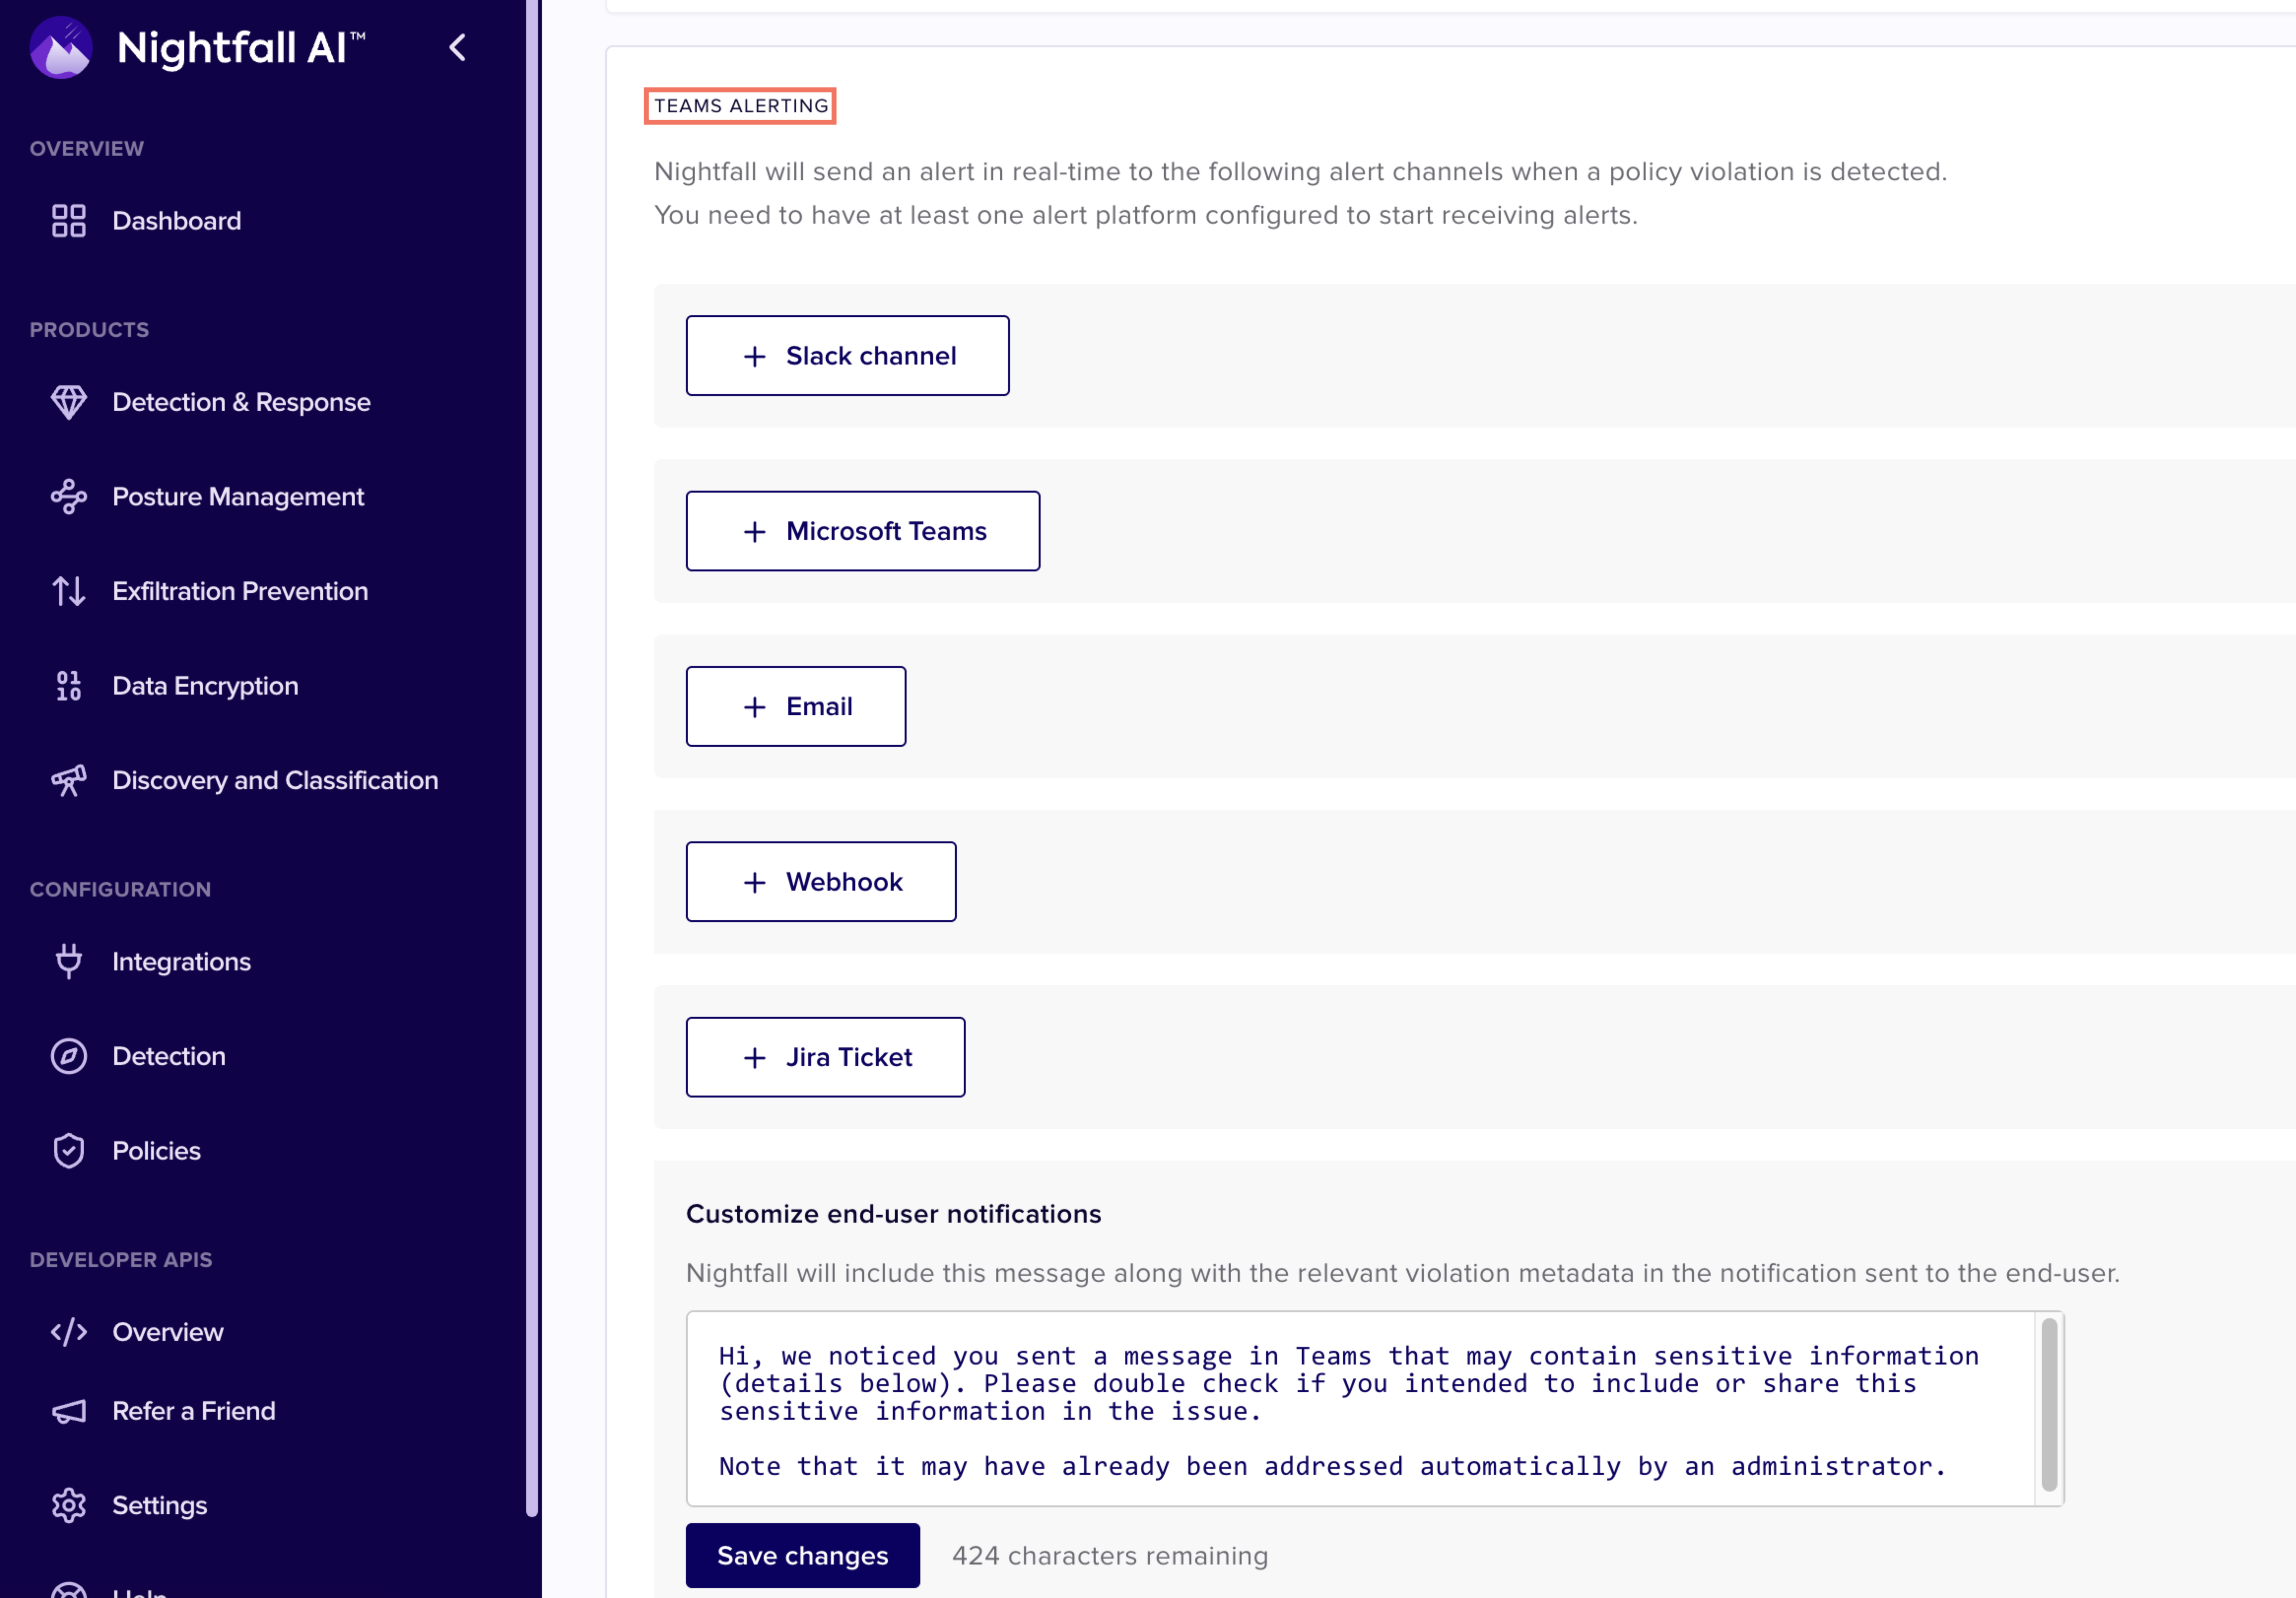 Nightfall AI™
OVERVIEW
Dashboard
PRODUCTS
Detection & Response
Posture Management
Exfiltration Prevention
Data Encryption
Discovery and Classification
CONFIGURATION
Integrations
Detection
Policies
DEVELOPER APIS
Overview
Refer a Friend
Settings
Help
TEAMS ALERTING
Nightfall will send an alert in real-time to the following alert channels when a policy violation is detected.
You need to have at least one alert platform configured to start receiving alerts.
+ Slack channel
+ Microsoft Teams
+ Email
+ Webhook
+ Jira Ticket
Customize end-user notifications
Nightfall will include this message along with the relevant violation metadata in the notification sent to the end-user.
Hi, we noticed you sent a message in Teams that may contain sensitive information
(details below). Please double check if you intended to include or share this
sensitive information in the issue.
Note that it may have already been addressed automatically by an administrator.
Save changes
424 characters remaining